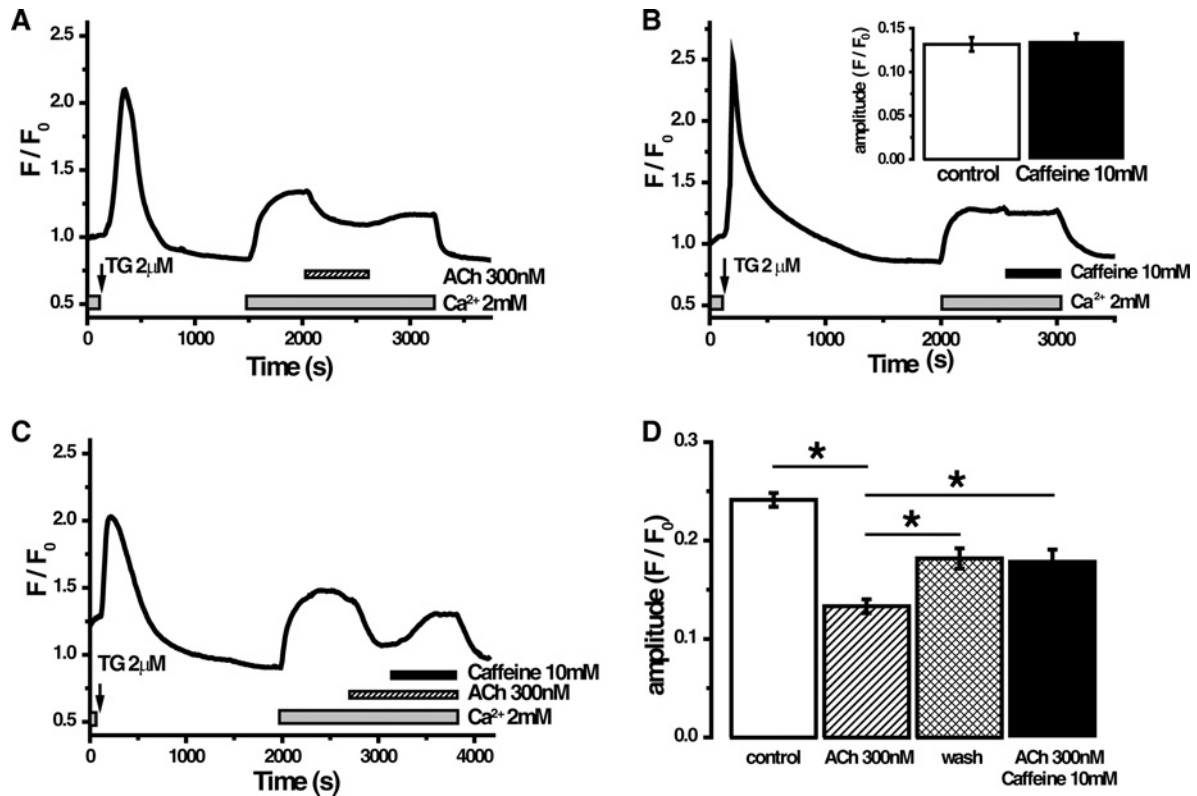 A
F / F0
2.5
2.0
1.5
1.0
0.5
TG 2μM
ACh 300nM
Ca2+ 2mM
0 1000 2000 3000
Time (s)
B
F / F0
2.5
2.0
1.5
1.0
0.5
amplitude (F / F0)
0.15
0.10
0.05
0.00
control Caffeine 10mM
TG 2μM
Caffeine 10mM
Ca2+ 2mM
0 1000 2000 3000
Time (s)
C
F / F0
2.5
2.0
1.5
1.0
0.5
TG 2μM
Caffeine 10mM
ACh 300nM
Ca2+ 2mM
0 1000 2000 3000 4000
Time (s)
D
amplitude (F / F0)
0.3
0.2
0.1
0.0
*
*
*
control ACh 300nM wash ACh 300nM
Caffeine 10mM